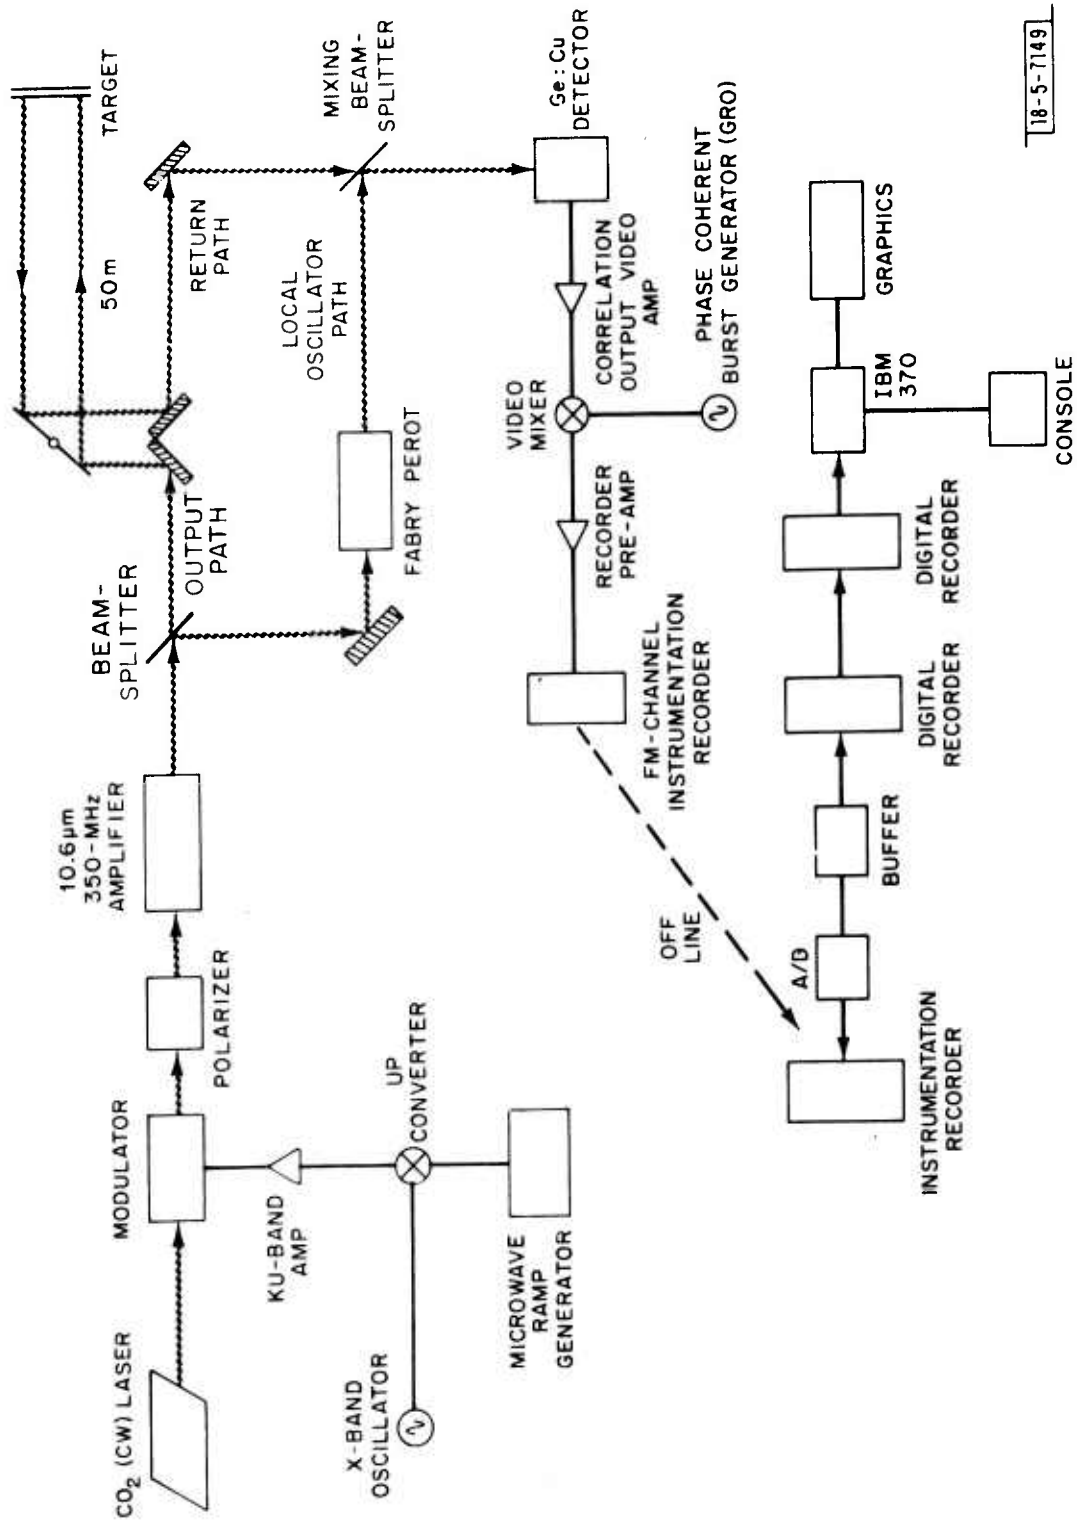 CO2 (CW) LASER
MODULATOR
POLARIZER
10.6µm
350-MHz
AMPLIFIER
BEAM-
SPLITTER
OUTPUT
PATH
50m
TARGET
RETURN
PATH
MIXING
BEAM-
SPLITTER
LOCAL
OSCILLATOR
PATH
FABRY PEROT
X-BAND
OSCILLATOR
KU-BAND
AMP
UP
CONVERTER
MICROWAVE
RAMP
GENERATOR
Ge:Cu
DETECTOR
CORRELATION
OUTPUT VIDEO
AMP
VIDEO
MIXER
PHASE COHERENT
BURST GENERATOR (GRO)
RECORDER
PRE-AMP
FM-CHANNEL
INSTRUMENTATION
RECORDER
OFF
LINE
INSTRUMENTATION
RECORDER
A/D
BUFFER
DIGITAL
RECORDER
DIGITAL
RECORDER
IBM
370
GRAPHICS
CONSOLE
18-5-7149